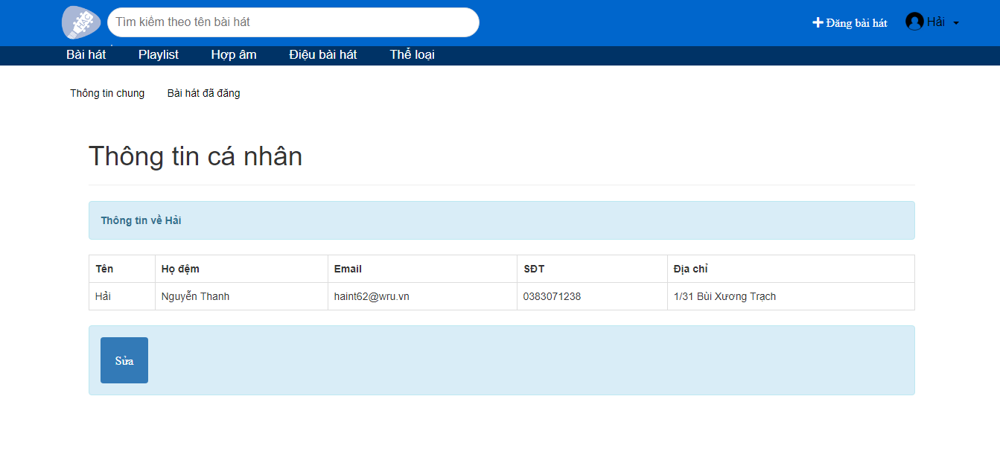 HAC
Tìm kiếm theo tên bài hát
Đăng bài hát
Hải
Bài hát Playlist Hợp âm Điệu bài hát Thể loại
Thông tin chung Bài hát đã đăng
Thông tin cá nhân
Thông tin về Hải
Tên Họ đệm Email SĐT Địa chỉ
Hải Nguyễn Thanh haint62@wru.vn 0383071238 1/31 Bùi Xương Trạch
Sửa